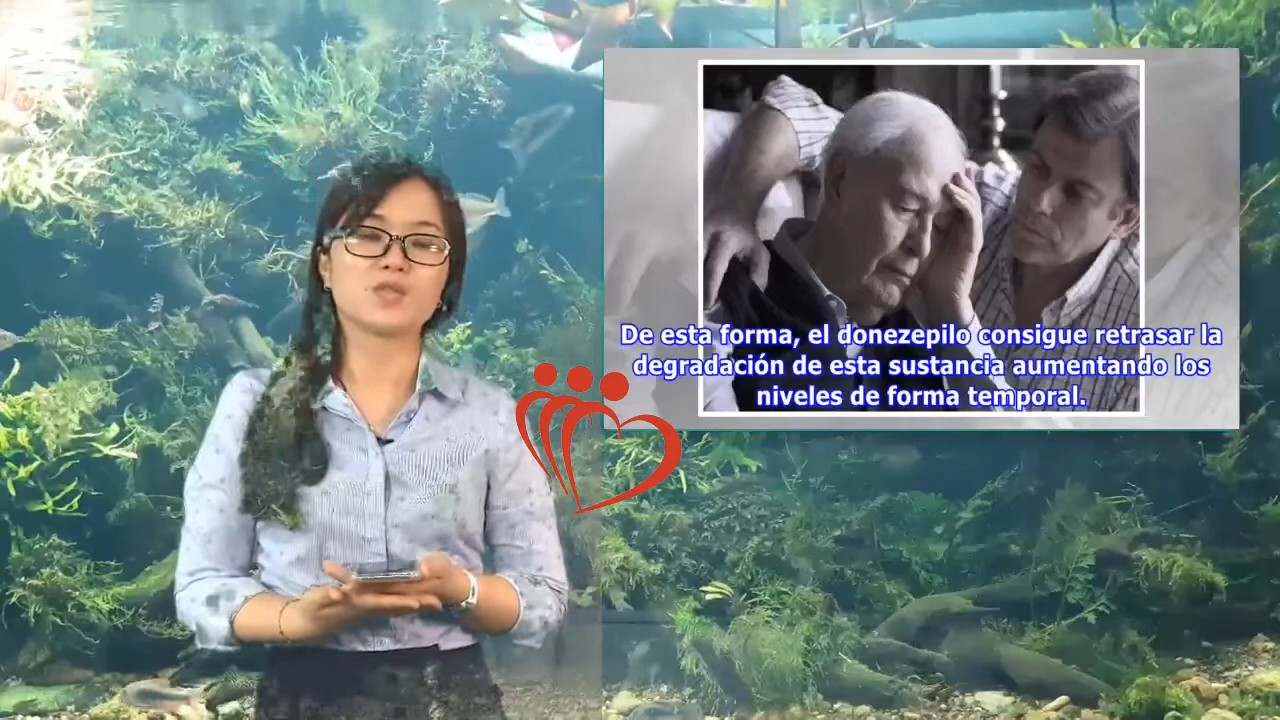 De esta forma, el donezepilo consigue retrasar la
degradación de esta sustancia aumentando los
niveles de forma temporal.